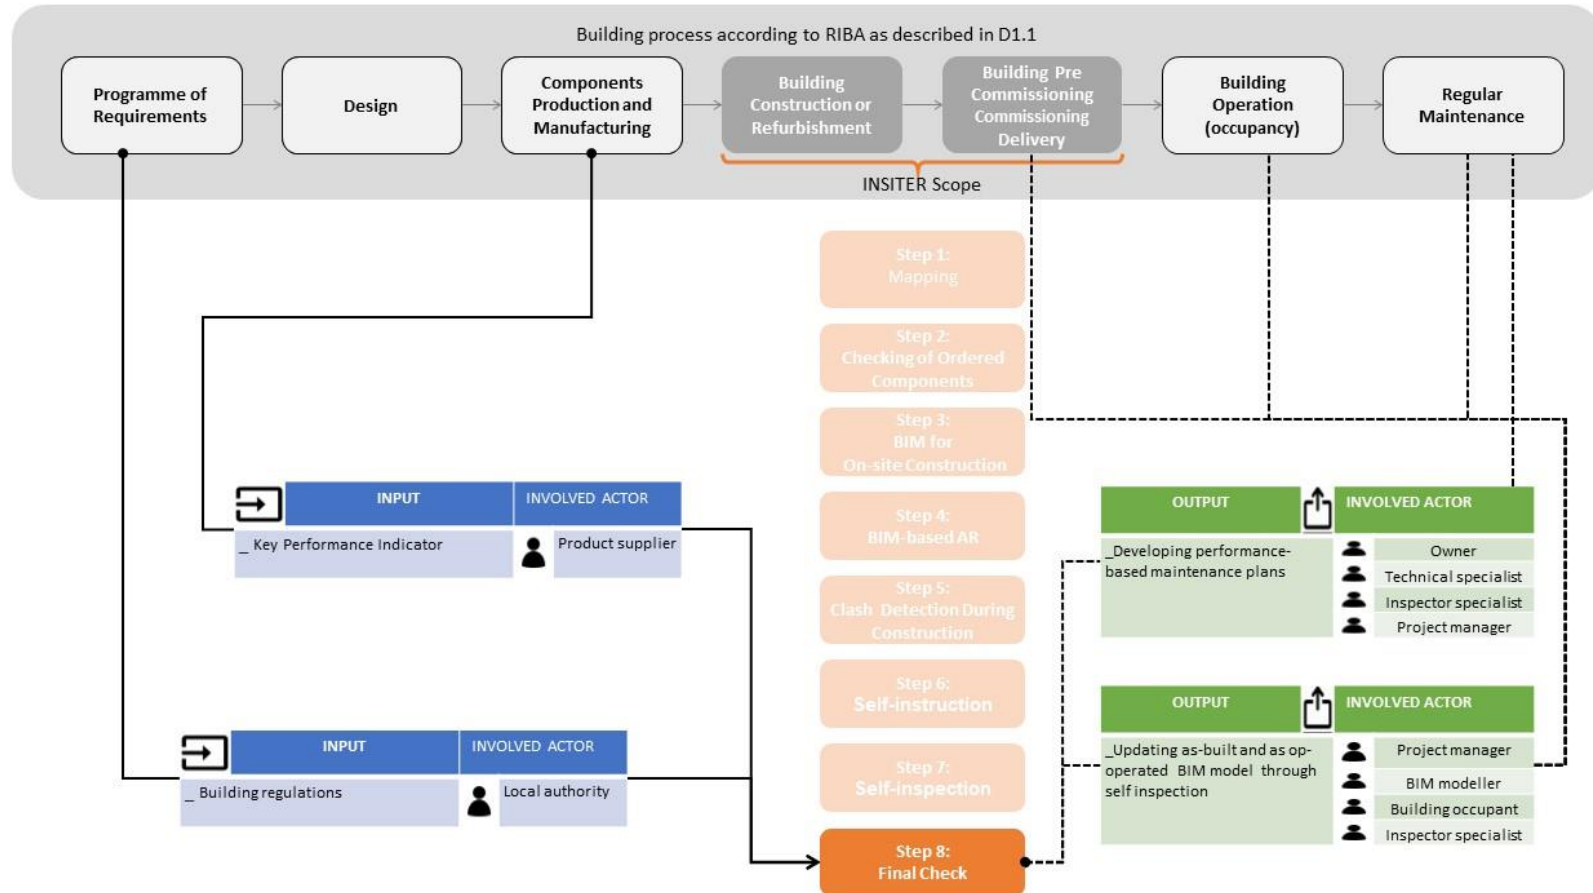 Building process according to RIBA as described in D1.1
Programme of
Requirements
Design
Components
Production and
Manufacturing
Building
Construction or
Refurbishment
Building Pre
Commissioning
Commissioning
Delivery
Building
Operation
(occupancy)
Regular
Maintenance
INSITER Scope
Step 1:
Mapping
Step 2:
Checking of Ordered
Components
Step 3:
BIM for
On-site Construction
Step 4:
BIM-based AR
Step 5:
Clash Detection During
Construction
Step 6:
Self-instruction
Step 7:
Self-inspection
Step 8:
Final Check
INPUT
INVOLVED ACTOR
_ Key Performance Indicator
Product supplier
INPUT
INVOLVED ACTOR
_ Building regulations
Local authority
OUTPUT
INVOLVED ACTOR
_Developing performance-
based maintenance plans
Owner
Technical specialist
Inspector specialist
Project manager
OUTPUT
INVOLVED ACTOR
_Updating as-built and as op-
operated BIM model through
self inspection
Project manager
BIM modeller
Building occupant
Inspector specialist